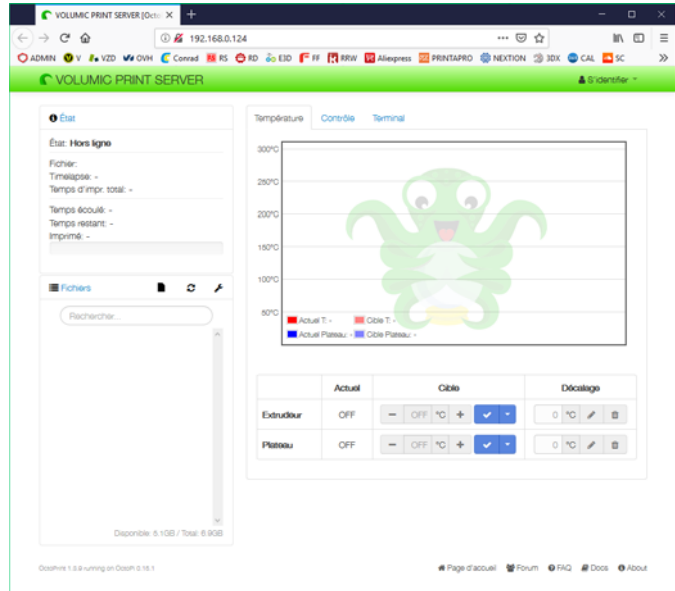 VOLUMIC PRINT SERVER [Octo
192.168.0.124
ADMIN V VZD OVH Conrad RS RD E3D FF RRW Aliexpress PRINTAPRO NEXTION 3DX CAL SC
VOLUMIC PRINT SERVER
S'identifier
État
État: Hors ligne
Fichier:
Timelapse: -
Temps d'impr. total: -
Temps écoulé: -
Temps restant: -
Imprimé: -
Fichiers
Rechercher...
Disponible: 5.1GB / Total: 6.9GB
Température Contrôle Terminal
300°C
250°C
200°C
150°C
100°C
50°C
Actuel T: - Cible T: -
Actuel Plateau: - Cible Plateau: -
Actuel Cible Décalage
Extrudeur OFF OFF °C 0 °C
Plateau OFF OFF °C 0 °C
OctoPrint 1.3.9 running on OctoPi 0.15.1
Page d'accueil Forum FAQ Docs About